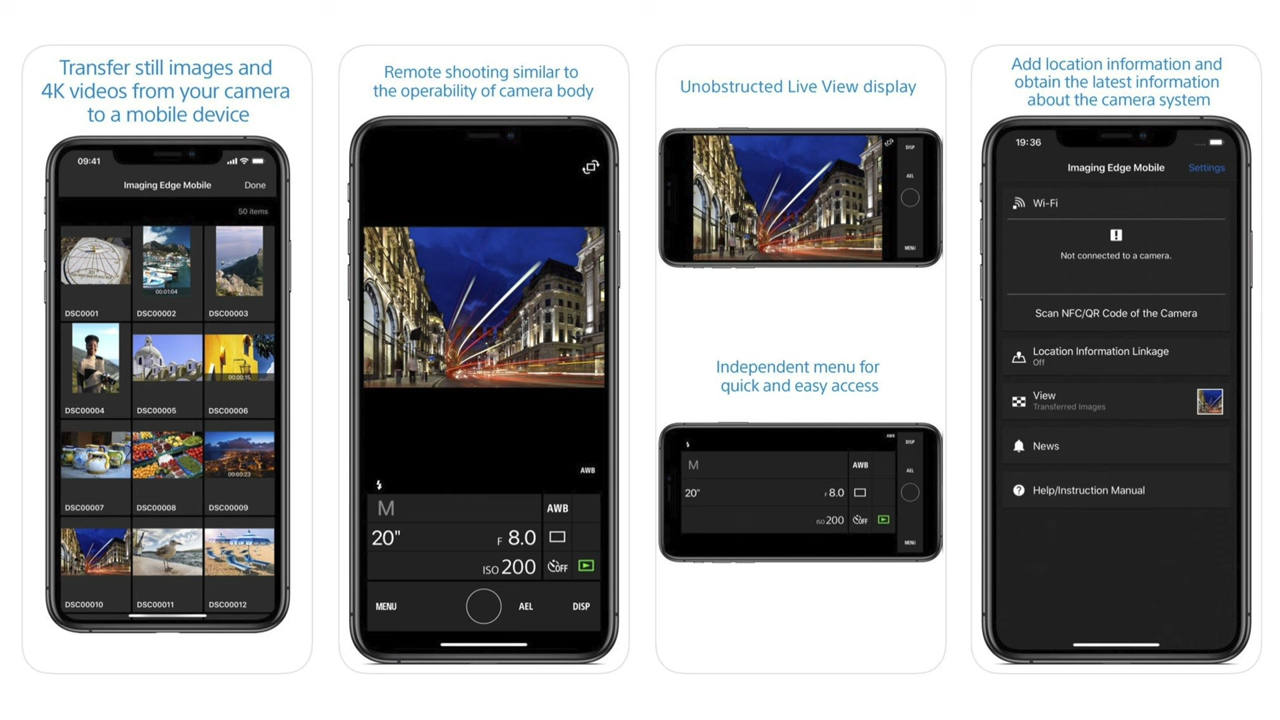 Transfer still images and
4K videos from your camera
to a mobile device
09:41
Imaging Edge Mobile
Done
50 items
00:01:04
DSC0001
DSC00002
DSC00003
00:00:15
DSC00004
DSC00005
DSC00006
00:00:23
DSC00007
DSC00008
DSC00009
DSC00010
DSC00011
DSC00012
Remote shooting similar to
the operability of camera body
AWB
M
AWB
20"
F 8.0
ISO 200
OFF
MENU
AEL
DISP
Unobstructed Live View display
DISP
AEL
MENU
Independent menu for
quick and easy access
AWB
DISP
M
AWB
AEL
20"
F 8.0
ISO 200
OFF
MENU
Add location information and
obtain the latest information
about the camera system
19:36
Imaging Edge Mobile
Settings
Wi-Fi
Not connected to a camera.
Scan NFC/QR Code of the Camera
Location Information Linkage
Off
View
Transferred Images
News
Help/Instruction Manual